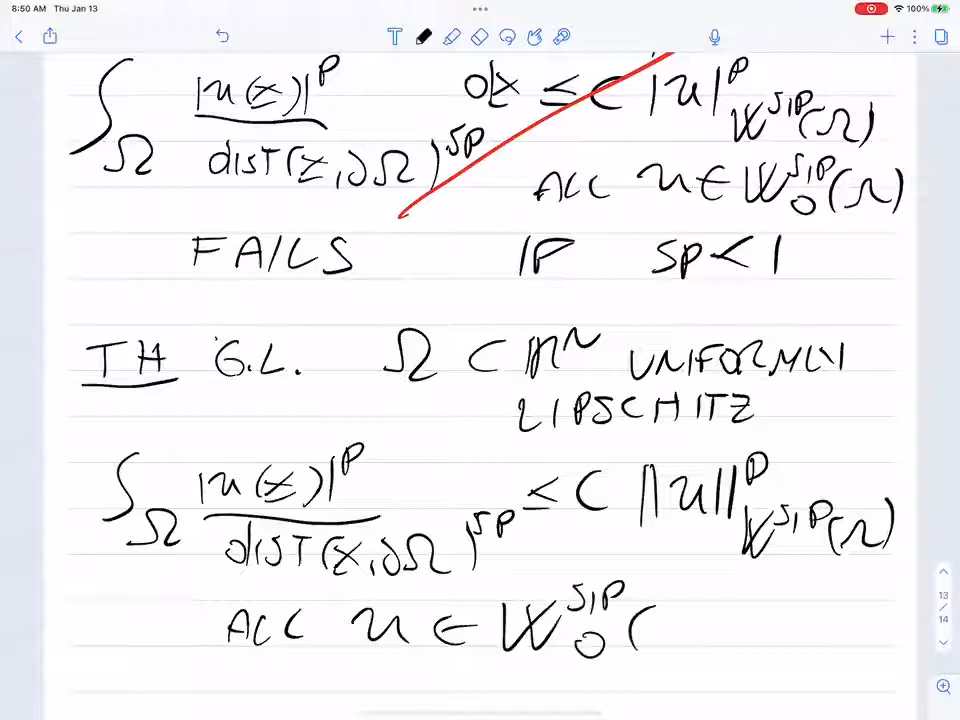 8:50 AM Thu Jan 13
100%
∫_Ω |u(x)|^p / dist(x,∂Ω)^{sp} dx ≤ C |u|^p_{W^{s,p}(Ω)}
ALL u ∈ W_0^{s,p}(Ω)
FAILS IF sp < 1
TH G.L. Ω ⊂ R^N UNIFORMLY
LIPSCHITZ
∫_Ω |u(x)|^p / dist(x,∂Ω)^{sp} ≤ C ||u||^p_{W^{s,p}(Ω)}
ALL u ∈ W_0^{s,p}(
13
/
14